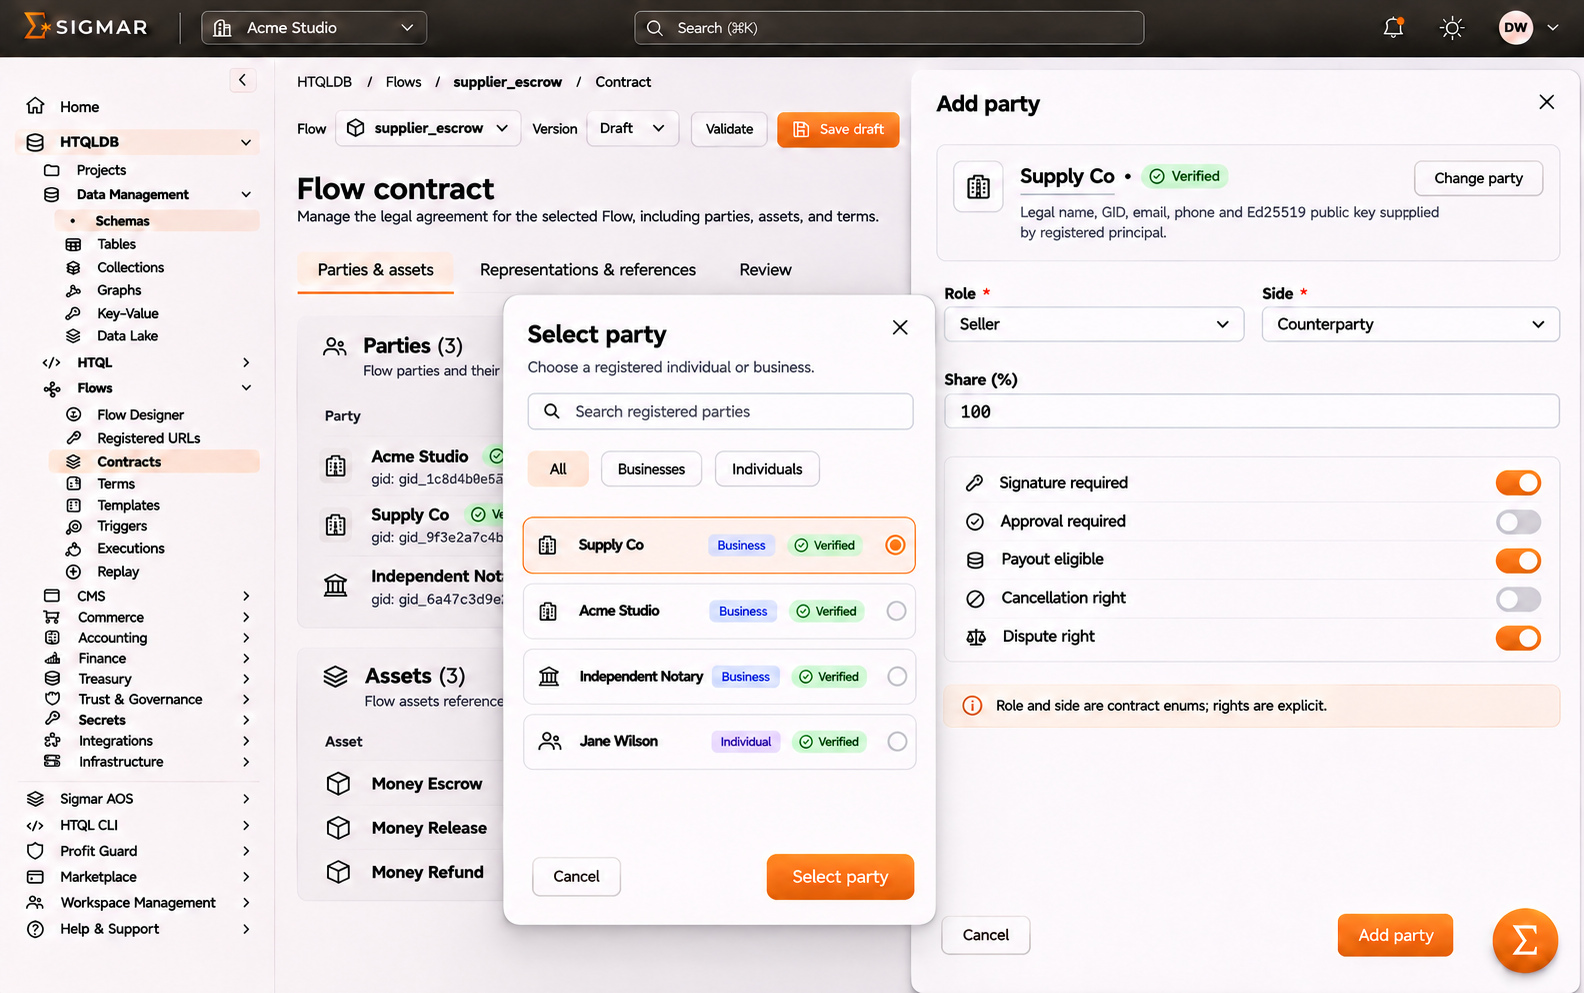 SIGMAR
Acme Studio
Search (⌘K)
DW
Home
HTQLDB
Projects
Data Management
Schemas
Tables
Collections
Graphs
Key-Value
Data Lake
HTQL
Flows
Flow Designer
Registered URLs
Contracts
Terms
Templates
Triggers
Executions
Replay
CMS
Commerce
Accounting
Finance
Treasury
Trust & Governance
Secrets
Integrations
Infrastructure
Sigmar AOS
HTQL CLI
Profit Guard
Marketplace
Workspace Management
Help & Support
HTQLDB / Flows / supplier_escrow / Contract
Flow supplier_escrow Version Draft Validate Save draft
Flow contract
Manage the legal agreement for the selected Flow, including parties, assets, and terms.
Parties & assets Representations & references Review
Parties (3)
Flow parties and their
Party
Acme Studio
gid: gid_1c8d4b0e5a
Supply Co Ve
gid: gid_9f3e2a7c4b
Independent Nota
gid: gid_6a47c3d9e
Assets (3)
Flow assets reference
Asset
Money Escrow
Money Release
Money Refund
Select party
Choose a registered individual or business.
Search registered parties
All Businesses Individuals
Supply Co Business Verified
Acme Studio Business Verified
Independent Notary Business Verified
Jane Wilson Individual Verified
Cancel Select party
Add party
Supply Co • Verified
Change party
Legal name, GID, email, phone and Ed25519 public key suppplied
by registered principal.
Role * Side *
Seller Counterparty
Share (%)
100
Signature required
Approval required
Payout eligible
Cancellation right
Dispute right
Role and side are contract enums; rights are explicit.
Cancel Add party
Σ